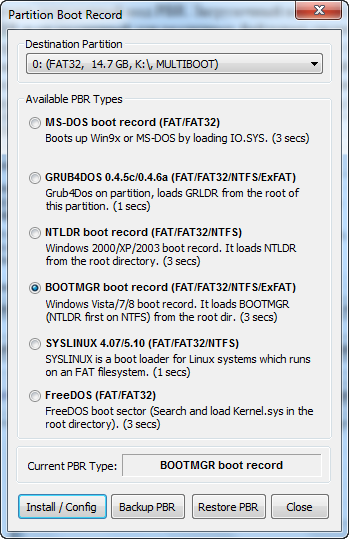 Partition Boot Record
Destination Partition
0: (FAT32, 14.7 GB, K:\, MULTIBOOT)
Available PBR Types
MS-DOS boot record (FAT/FAT32)
Boots up Win9x or MS-DOS by loading IO.SYS. (3 secs)
GRUB4DOS 0.4.5c/0.4.6a (FAT/FAT32/NTFS/ExFAT)
Grub4Dos on partition, loads GRLDR from the root of
this partition. (1 secs)
NTLDR boot record (FAT/FAT32/NTFS)
Windows 2000/XP/2003 boot record. It loads NTLDR
from the root directory. (3 secs)
BOOTMGR boot record (FAT/FAT32/NTFS/ExFAT)
Windows Vista/7/8 boot record. It loads BOOTMGR
(NTLDR first on NTFS) from the root dir. (3 secs)
SYSLINUX 4.07/5.10 (FAT/FAT32/NTFS)
SYSLINUX is a boot loader for Linux systems which runs
on an FAT filesystem. (1 secs)
FreeDOS (FAT/FAT32)
FreeDOS boot sector (Search and load Kernel.sys in the
root directory). (3 secs)
Current PBR Type: BOOTMGR boot record
Install / Config Backup PBR Restore PBR Close